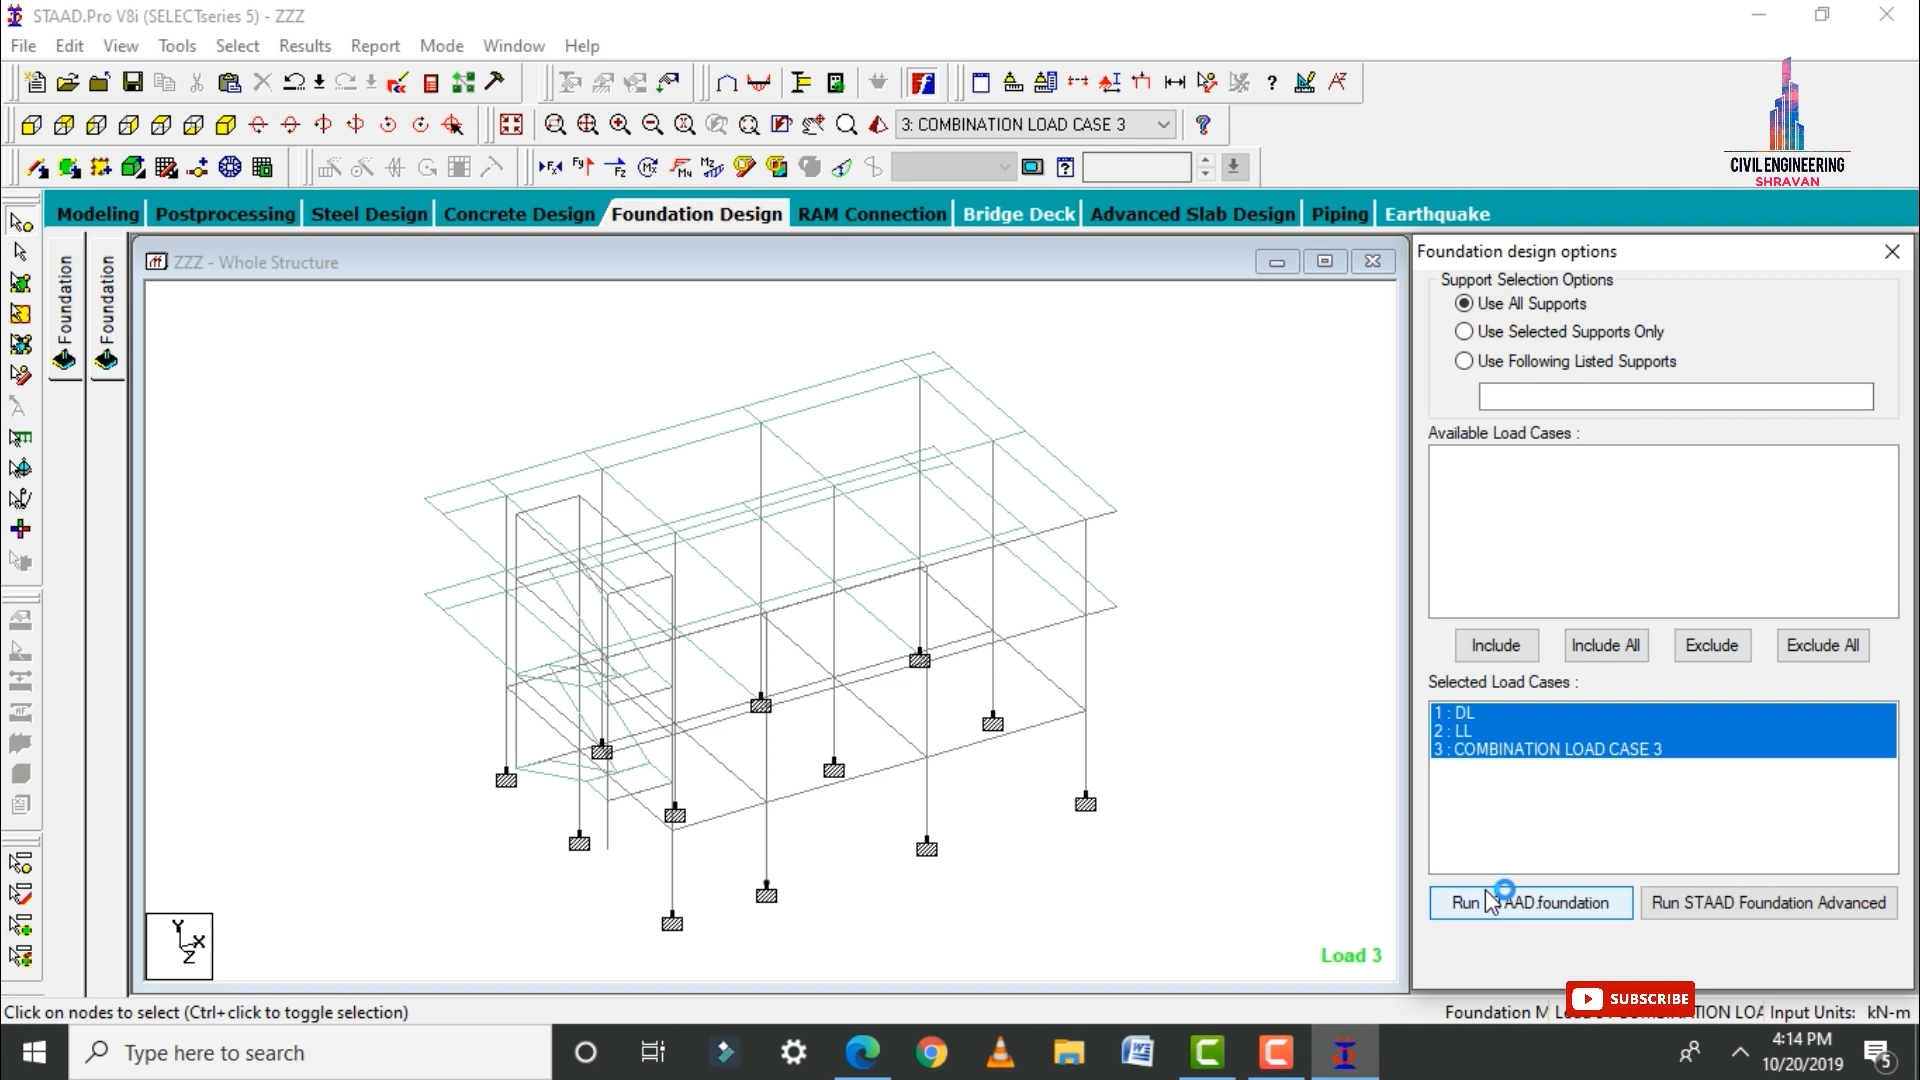 STAAD.Pro V8i (SELECTseries 5) - ZZZ
File Edit View Tools Select Results Report Mode Window Help
3: COMBINATION LOAD CASE 3
CIVIL ENGINEERING
SHRAVAN
Modeling Postprocessing Steel Design Concrete Design Foundation Design RAM Connection Bridge Deck Advanced Slab Design Piping Earthquake
Foundation
Foundation
ZZZ - Whole Structure
Foundation design options
Support Selection Options
Use All Supports
Use Selected Supports Only
Use Following Listed Supports
Available Load Cases :
Include Include All Exclude Exclude All
Selected Load Cases :
1 : DL
2 : LL
3 : COMBINATION LOAD CASE 3
Run STAAD.foundation Run STAAD Foundation Advanced
Y
X
Z
Load 3
SUBSCRIBE
Click on nodes to select (Ctrl+click to toggle selection)
Foundation M Input Units: kN-m
Type here to search
4:14 PM
10/20/2019
5